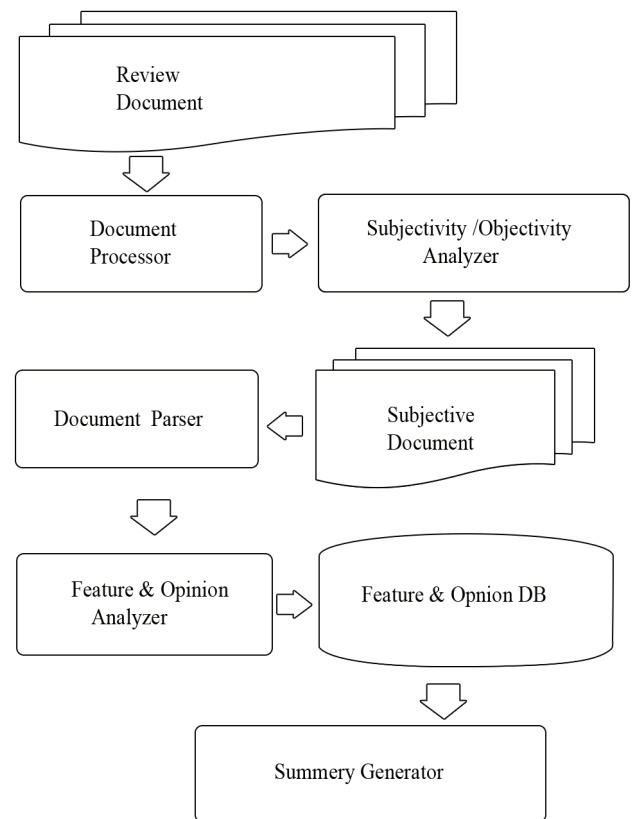 Review
Document
Document
Processor
Subjectivity /Objectivity
Analyzer
Subjective
Document
Document Parser
Feature & Opinion
Analyzer
Feature & Opnion DB
Summery Generator